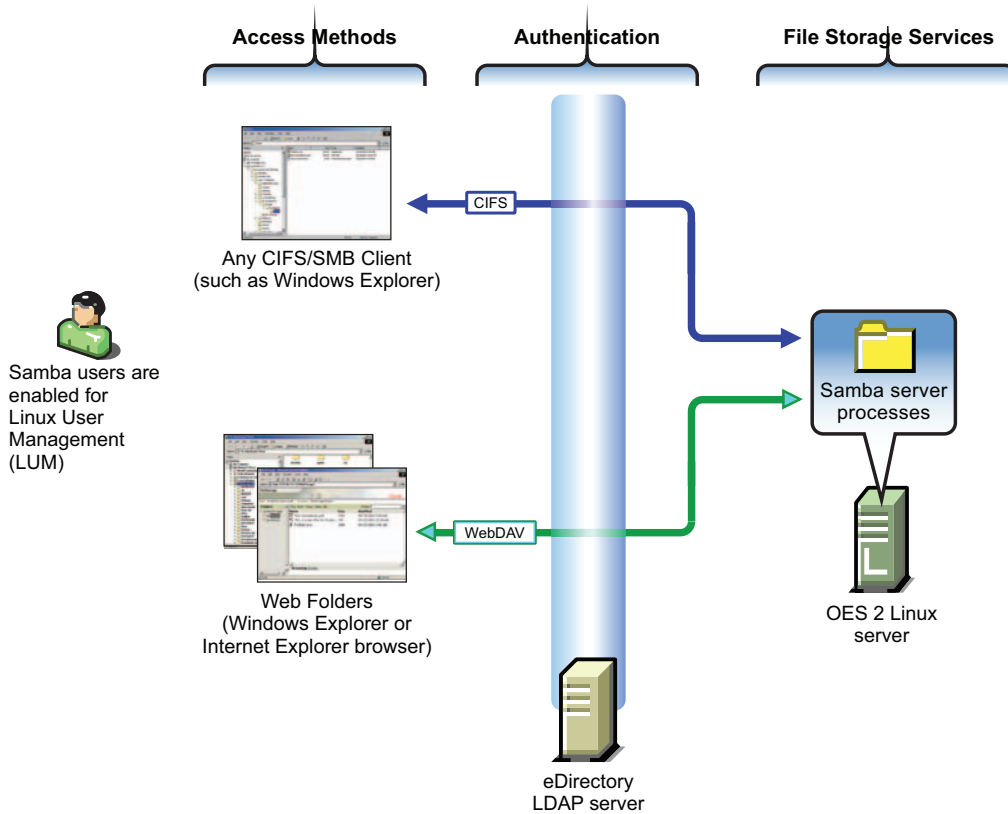 Access Methods
Authentication
File Storage Services
CIFS
Any CIFS/SMB Client
(such as Windows Explorer)
Samba users are
enabled for
Linux User
Management
(LUM)
Samba server
processes
WebDAV
Web Folders
(Windows Explorer or
Internet Explorer browser)
OES 2 Linux
server
eDirectory
LDAP server